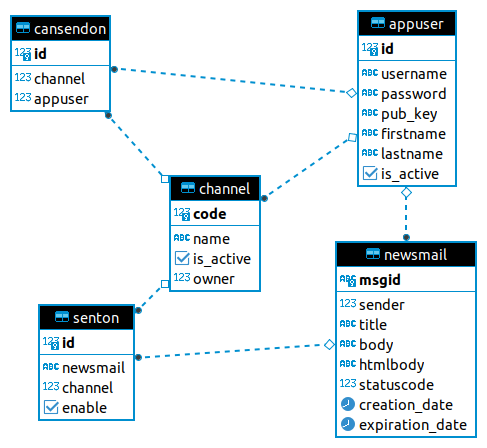 cansendon
123 id
123 channel
123 appuser
appuser
123 id
ABC username
ABC password
ABC pub_key
ABC firstname
ABC lastname
is_active
channel
123 code
ABC name
is_active
123 owner
newsmail
ABC msgid
123 sender
ABC title
ABC body
ABC htmlbody
123 statuscode
creation_date
expiration_date
senton
123 id
ABC newsmail
123 channel
enable